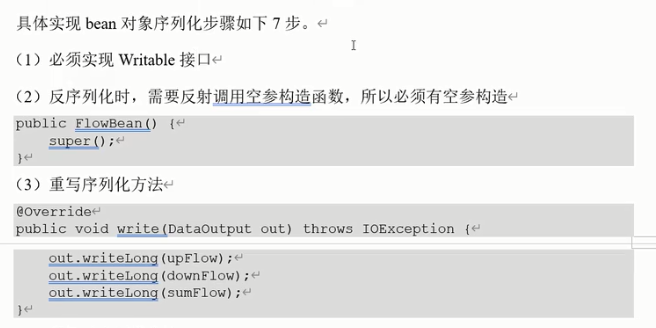 具体实现 bean 对象序列化步骤如下 7 步。
（1）必须实现 Writable 接口
（2）反序列化时，需要反射调用空参构造函数，所以必须有空参构造
public FlowBean() {
    super();
}
（3）重写序列化方法
@Override
public void write(DataOutput out) throws IOException {
    out.writeLong(upFlow);
    out.writeLong(downFlow);
    out.writeLong(sumFlow);
}